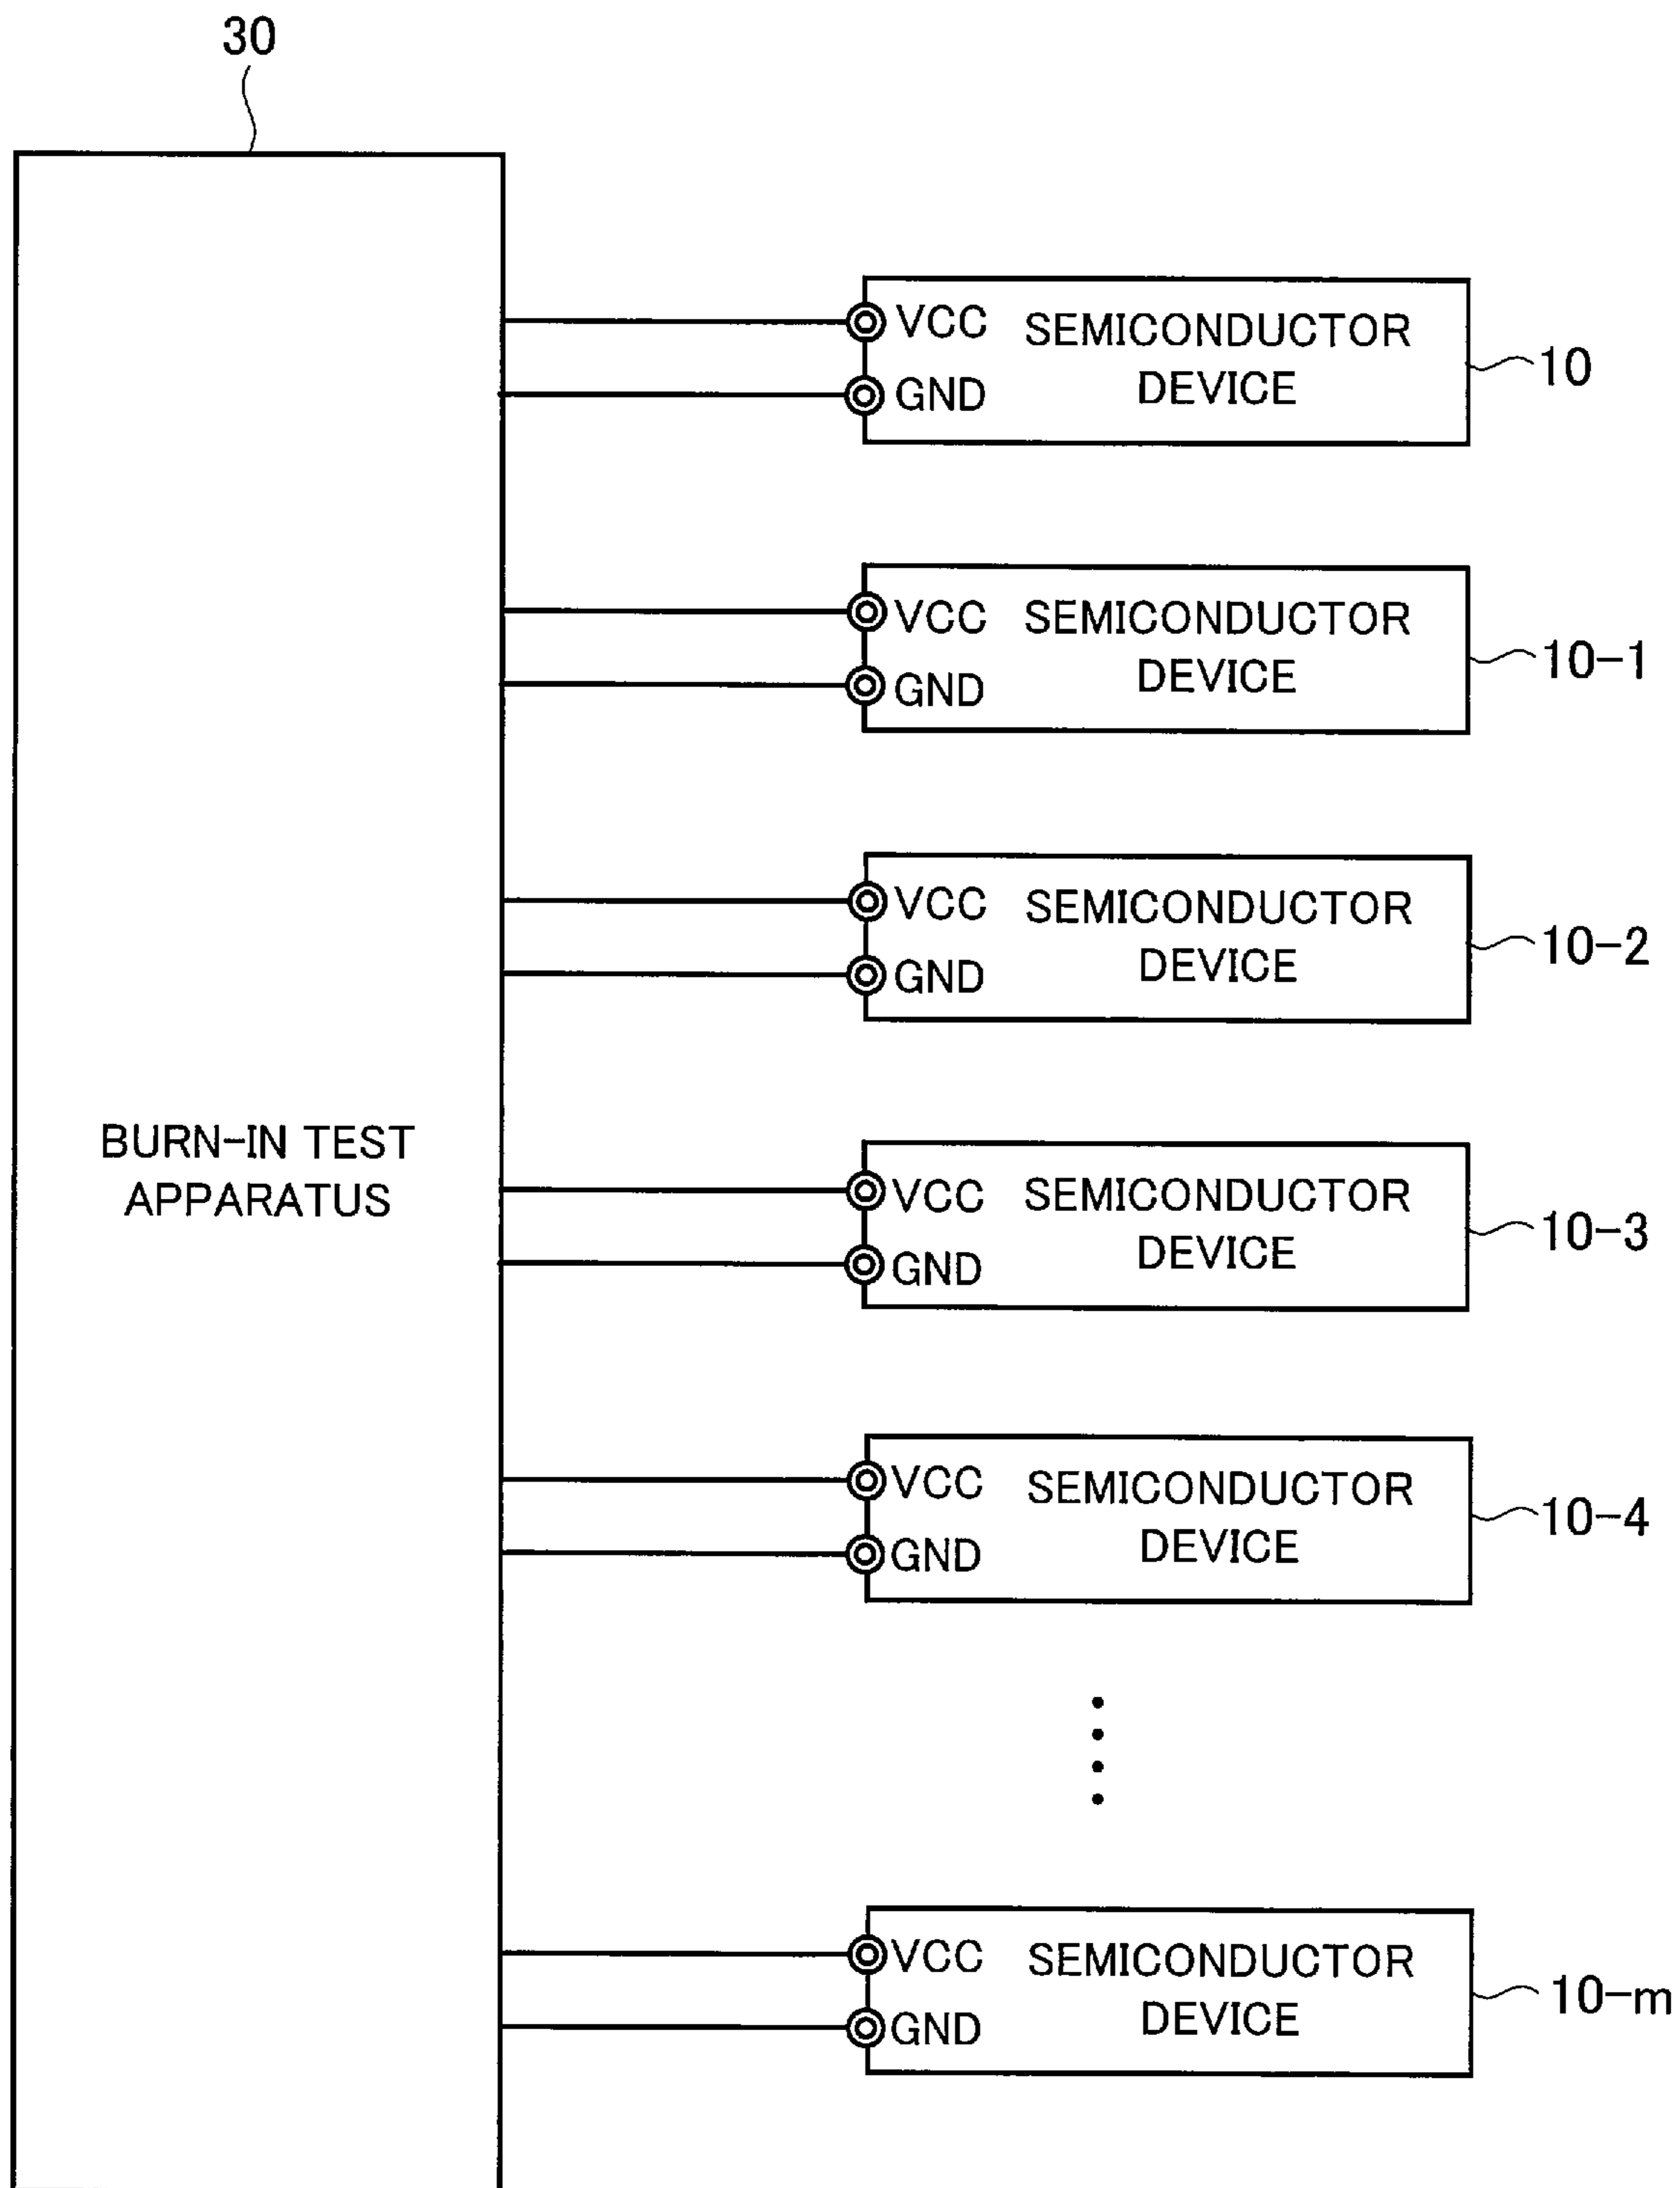 30
VCC SEMICONDUCTOR
GND DEVICE
10
VCC SEMICONDUCTOR
GND DEVICE
10-1
VCC SEMICONDUCTOR
GND DEVICE
10-2
BURN-IN TEST
APPARATUS
VCC SEMICONDUCTOR
GND DEVICE
10-3
VCC SEMICONDUCTOR
GND DEVICE
10-4
VCC SEMICONDUCTOR
GND DEVICE
10-m